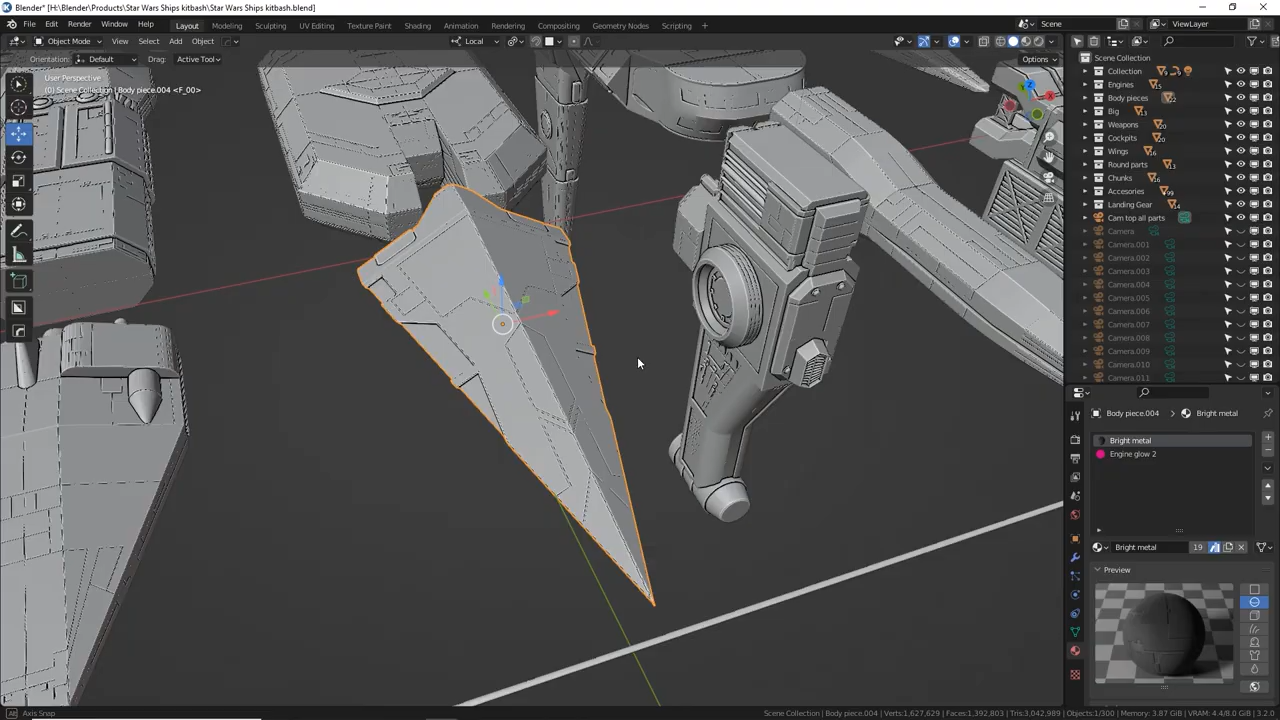 Blender* [H:\Blender\Products\Star Wars Ships kitbash\Star Wars Ships kitbash.blend]
File Edit Render Window Help Layout Modeling Sculpting UV Editing Texture Paint Shading Animation Rendering Compositing Geometry Nodes Scripting + Scene ViewLayer
Object Mode View Select Add Object Local
Orientation: Default Drag: Active Tool Options
User Perspective
(0) Scene Collection | Body piece.004 <F_00>
Scene Collection
Collection
Engines
Body pieces
Big
Weapons
Cockpits
Wings
Round parts
Chunks
Accesories
Landing Gear
Cam top all parts
Camera
Camera.001
Camera.002
Camera.003
Camera.004
Camera.005
Camera.006
Camera.007
Camera.008
Camera.009
Camera.010
Camera.011
Body piece.004 > Bright metal
Bright metal
Engine glow 2
Bright metal 19
Preview
Axis Snap
Scene Collection | Body piece.004 | Verts:1,627,629 | Faces:1,392,803 | Tris:3,042,989 | Objects:1/300 | Memory: 3.87 GiB | VRAM: 4.4/8.0 GiB | 3.2.0